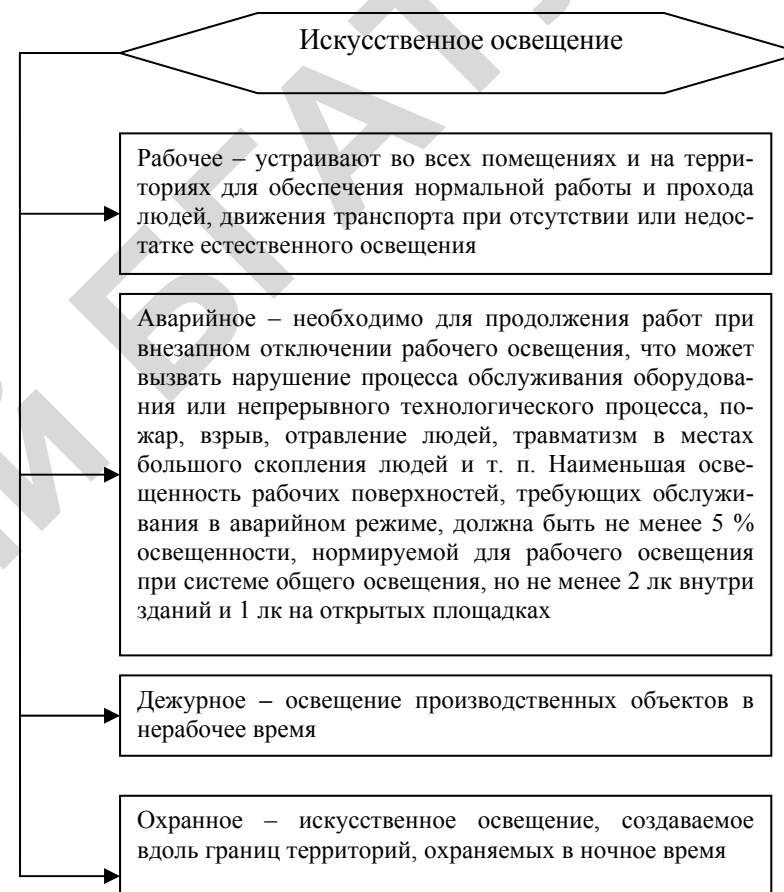 Искусственное освещение
Рабочее – устраивают во всех помещениях и на терри-
ториях для обеспечения нормальной работы и прохода
людей, движения транспорта при отсутствии или недос-
татке естественного освещения
Аварийное – необходимо для продолжения работ при
внезапном отключении рабочего освещения, что может
вызвать нарушение процесса обслуживания оборудова-
ния или непрерывного технологического процесса, по-
жар, взрыв, отравление людей, травматизм в местах
большого скопления людей и т. п. Наименьшая осве-
щенность рабочих поверхностей, требующих обслужи-
вания в аварийном режиме, должна быть не менее 5 %
освещенности, нормируемой для рабочего освещения
при системе общего освещения, но не менее 2 лк внутри
зданий и 1 лк на открытых площадках
Дежурное – освещение производственных объектов в
нерабочее время
Охранное – искусственное освещение, создаваемое
вдоль границ территорий, охраняемых в ночное время